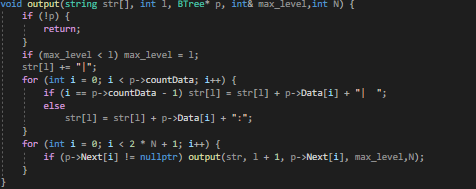 void output(string str[], int l, BTree* p, int& max_level,int N) {
    if (!p) {
        return;
    }
    if (max_level < l) max_level = l;
    str[l] += "|";
    for (int i = 0; i < p->countData; i++) {
        if (i == p->countData - 1) str[l] = str[l] + p->Data[i] + "|  ";
        else
            str[l] = str[l] + p->Data[i] + ":";
    }
    for (int i = 0; i < 2 * N + 1; i++) {
        if (p->Next[i] != nullptr) output(str, l + 1, p->Next[i], max_level,N);
    }
}